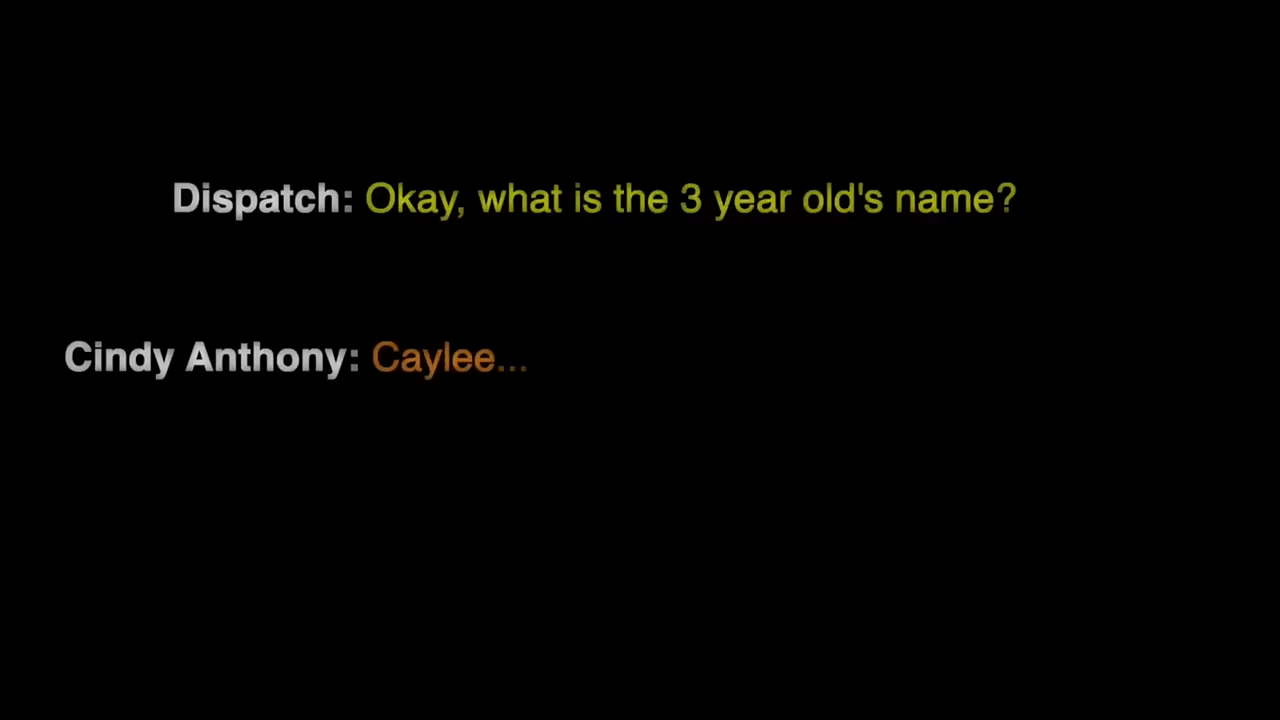 Dispatch: Okay, what is the 3 year old's name?
Cindy Anthony: Caylee...